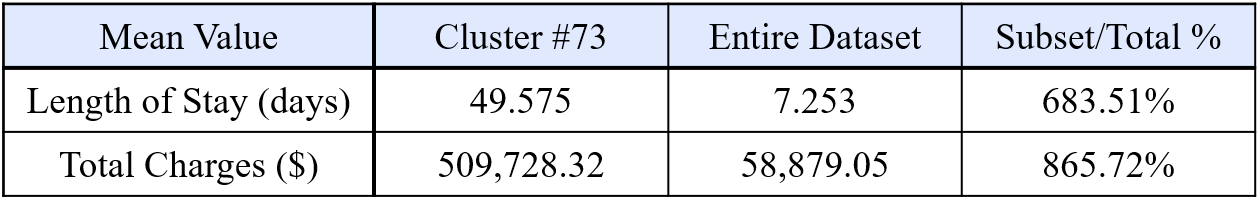 Mean Value Cluster #73 Entire Dataset Subset/Total %
Length of Stay (days) 49.575 7.253 683.51%
Total Charges ($) 509,728.32 58,879.05 865.72%